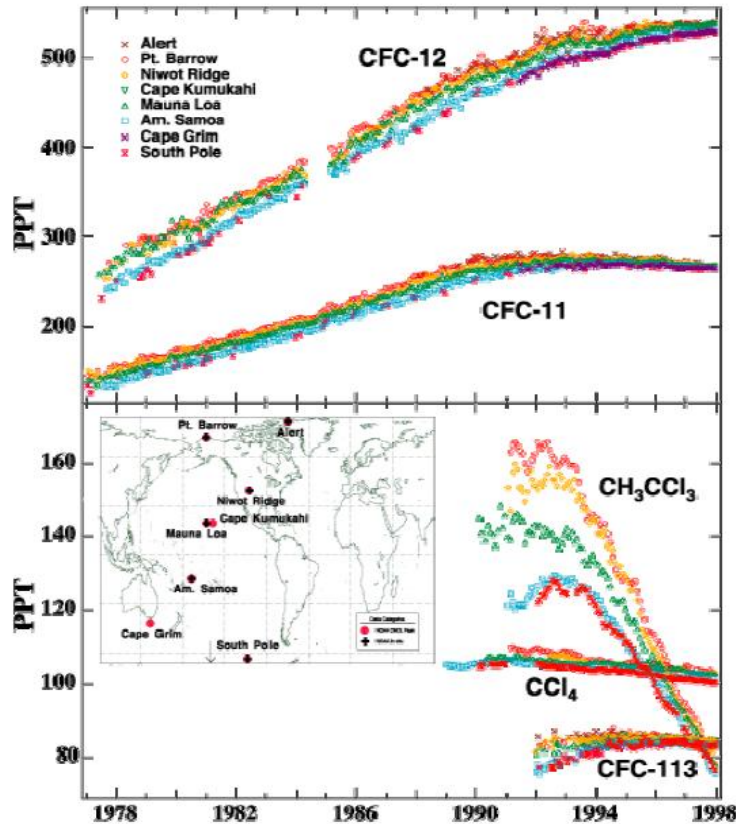 500
400
300
200
PPT
× Alert
Pt. Barrow
Niwot Ridge
Cape Kumukahi
Mauna Loa
Am. Samoa
Cape Grim
South Pole
CFC-12
CFC-11
160
140
120
100
80
PPT
Pt. Barrow
Alert
Niwot Ridge
Cape Kumukahi
Mauna Loa
Am. Samoa
Cape Grim
South Pole
CH₃CCl₃
CCl₄
CFC-113
1978 1982 1986 1990 1994 1998